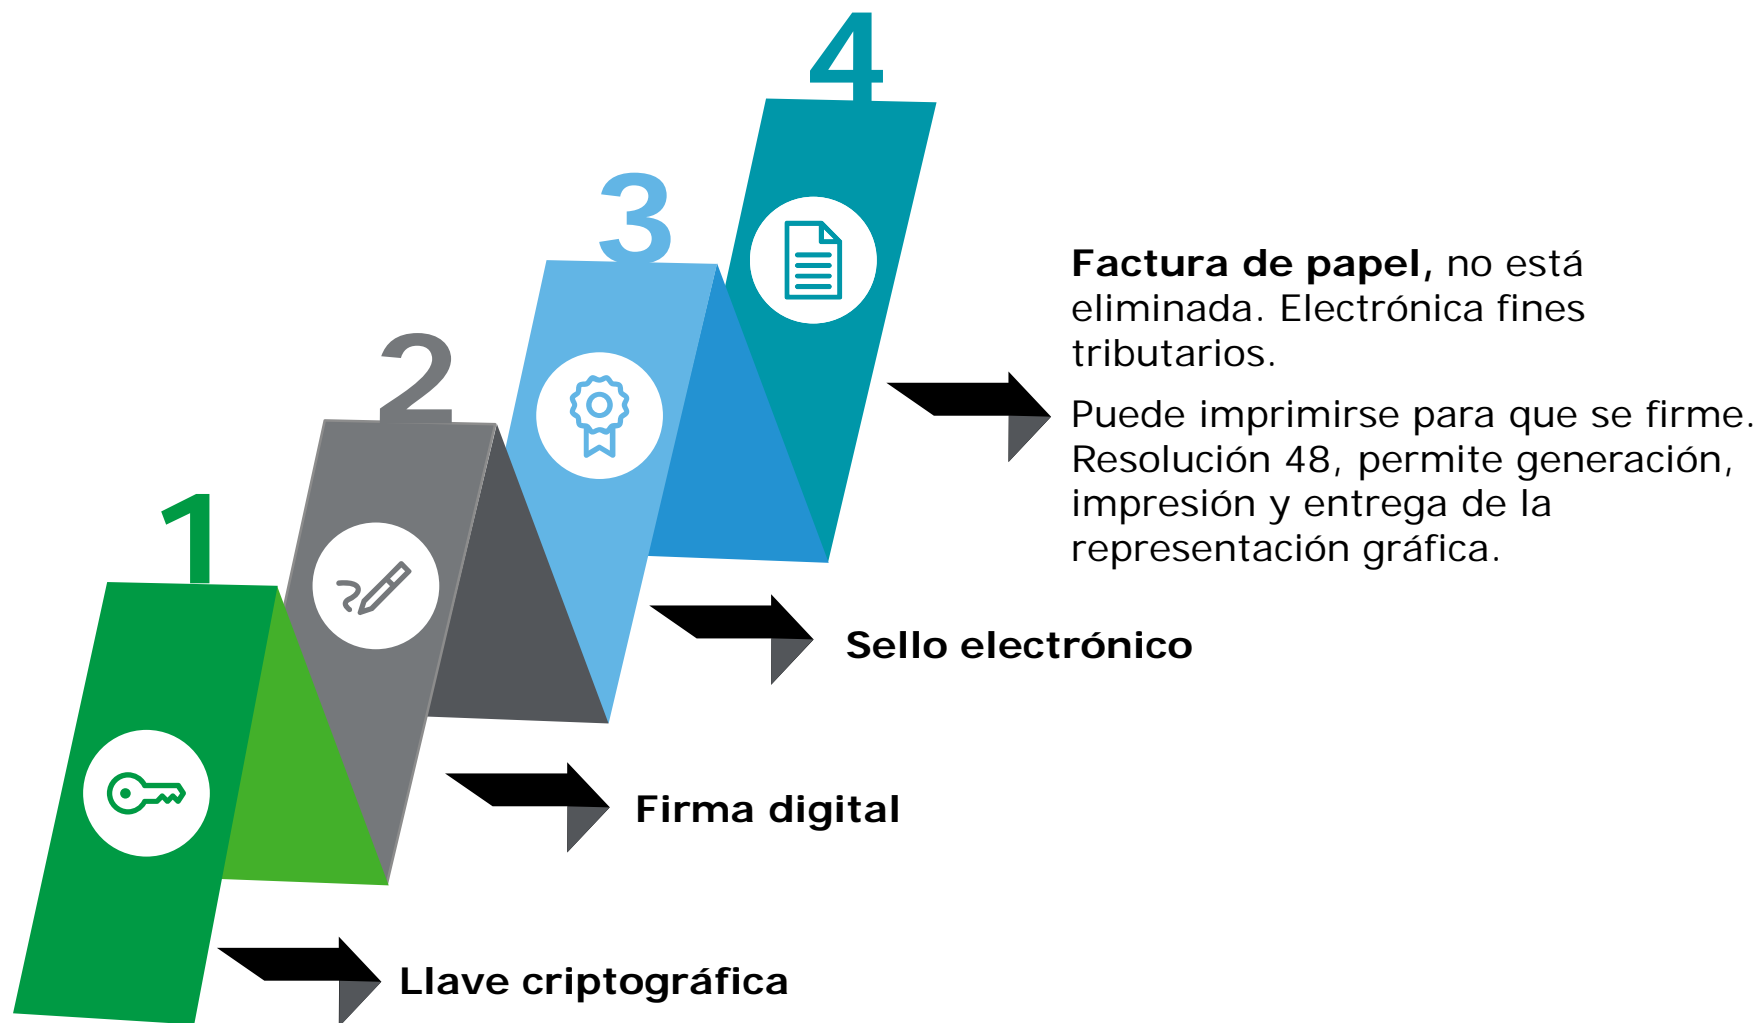 4
Factura de papel, no está
eliminada. Electrónica fines
tributarios.
Puede imprimirse para que se firme.
Resolución 48, permite generación,
impresión y entrega de la
representación gráfica.
3
Sello electrónico
2
Firma digital
1
Llave criptográfica